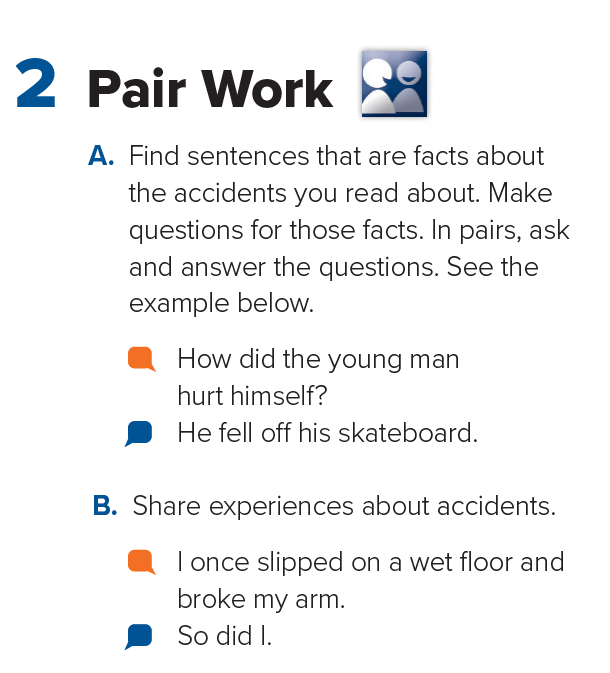 2 Pair Work
A. Find sentences that are facts about
the accidents you read about. Make
questions for those facts. In pairs, ask
and answer the questions. See the
example below.
How did the young man
hurt himself?
He fell off his skateboard.
B. Share experiences about accidents.
I once slipped on a wet floor and
broke my arm.
So did I.